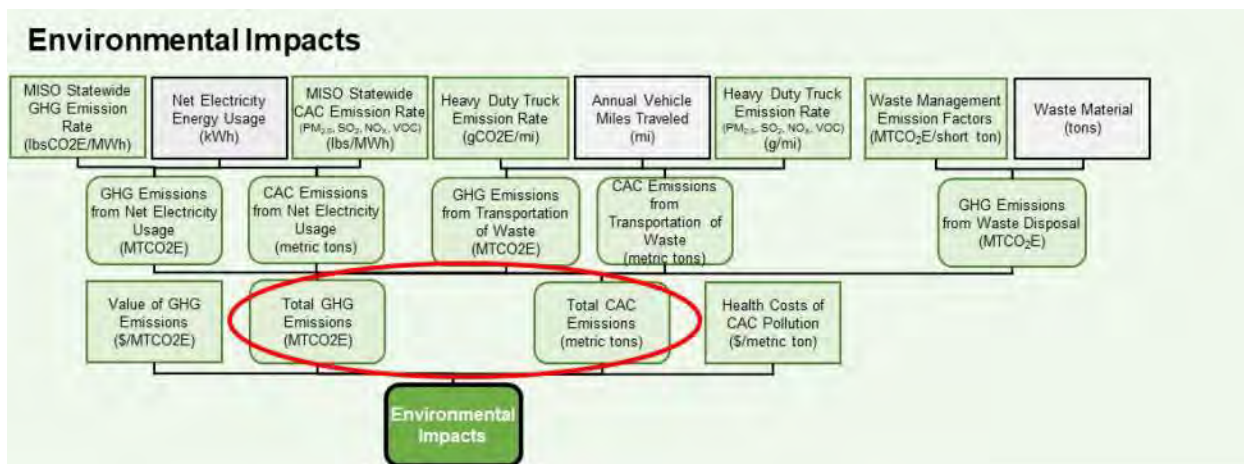 Environmental Impacts
MISO Statewide
GHG Emission
Rate
(lbsCO2E/MWh)
Net Electricity
Energy Usage
(kWh)
MISO Statewide
CAC Emission Rate
(PM₂.₅, SO₂, NOₓ, VOC)
(lbs/MWh)
Heavy Duty Truck
Emission Rate
(gCO2E/mi)
Annual Vehicle
Miles Traveled
(mi)
Heavy Duty Truck
Emission Rate
(PM₂.₅, SO₂, NOₓ, VOC)
(g/mi)
Waste Management
Emission Factors
(MTCO₂E/short ton)
Waste Material
(tons)
GHG Emissions
from Net Electricity
Usage
(MTCO2E)
CAC Emissions
from Net Electricity
Usage
(metric tons)
GHG Emissions
from Transportation
of Waste
(MTCO2E)
CAC Emissions
from
Transportation of
Waste
(metric tons)
GHG Emissions
from Waste Disposal
(MTCO₂E)
Value of GHG
Emissions
($/MTCO2E)
Total GHG
Emissions
(MTCO2E)
Total CAC
Emissions
(metric tons)
Health Costs of
CAC Pollution
($/metric ton)
Environmental
Impacts